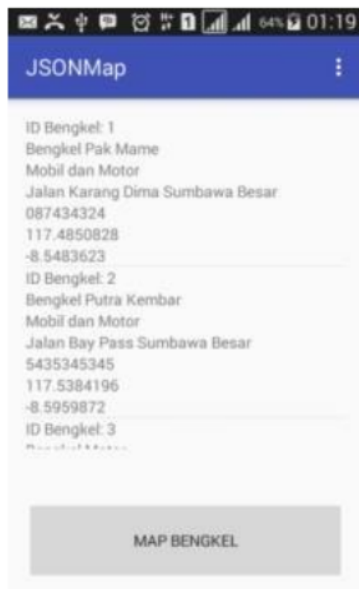 64% 01:19
JSONMap
ID Bengkel: 1
Bengkel Pak Mame
Mobil dan Motor
Jalan Karang Dima Sumbawa Besar
087434324
117.4850828
-8.5483623
ID Bengkel: 2
Bengkel Putra Kembar
Mobil dan Motor
Jalan Bay Pass Sumbawa Besar
5435345345
117.5384196
-8.5959872
ID Bengkel: 3
MAP BENGKEL